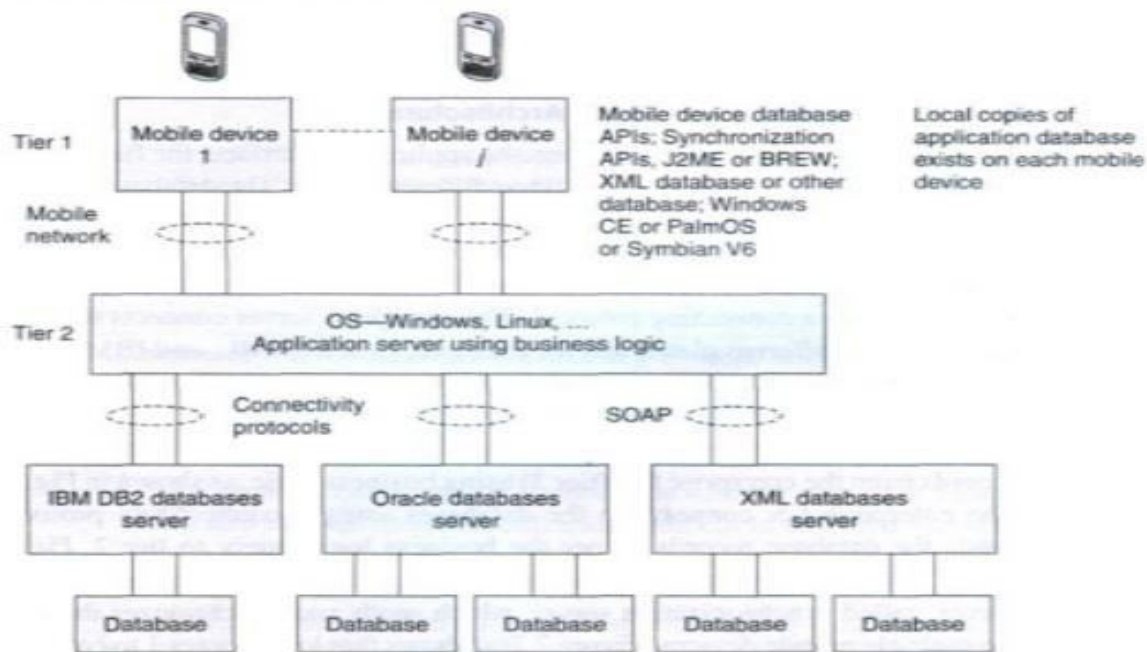 Tier 1
Mobile device
1
Mobile device
j
Mobile device database
APIs; Synchronization
APIs, J2ME or BREW;
XML database or other
database; Windows
CE or PalmOS
or Symbian V6
Local copies of
application database
exists on each mobile
device
Mobile
network
Tier 2
OS—Windows, Linux, ...
Application server using business logic
Connectivity
protocols
SOAP
IBM DB2 databases
server
Oracle databases
server
XML databases
server
Database
Database
Database
Database
Database